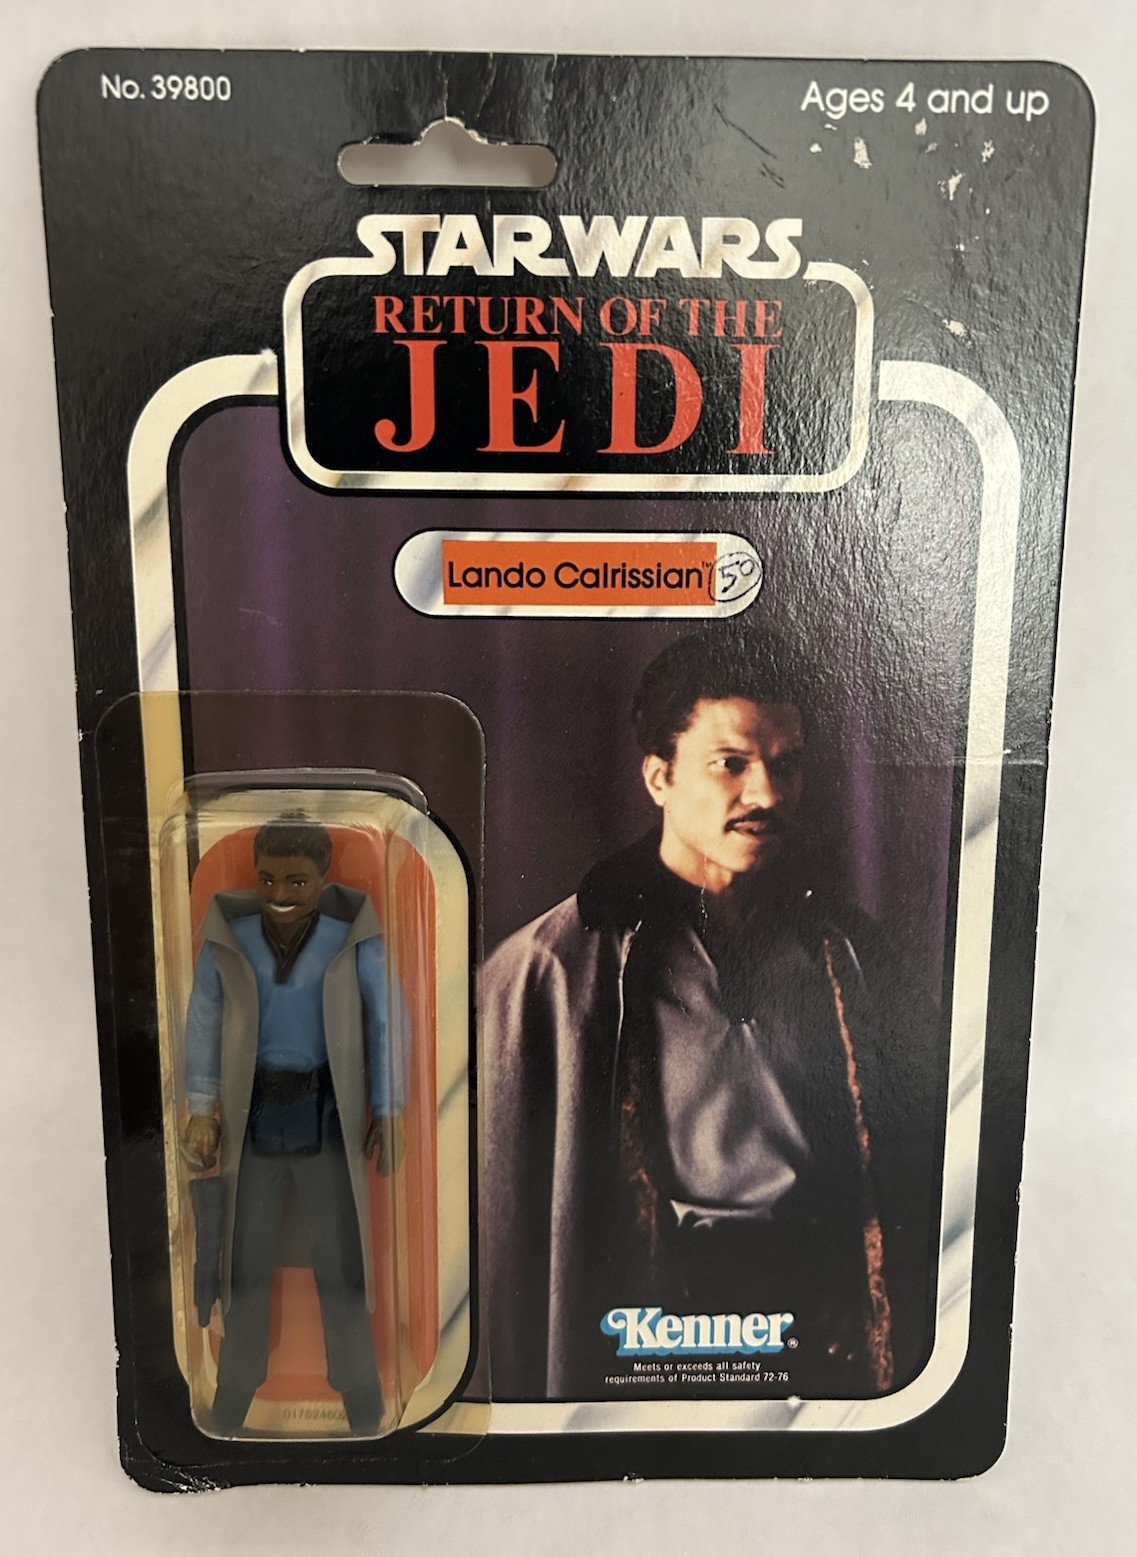 No. 39800
Ages 4 and up
STAR WARS
RETURN OF THE
JEDI
Lando Calrissian™ 50
Kenner®
Meets or exceeds all safety
requirements of Product Standard 72-76